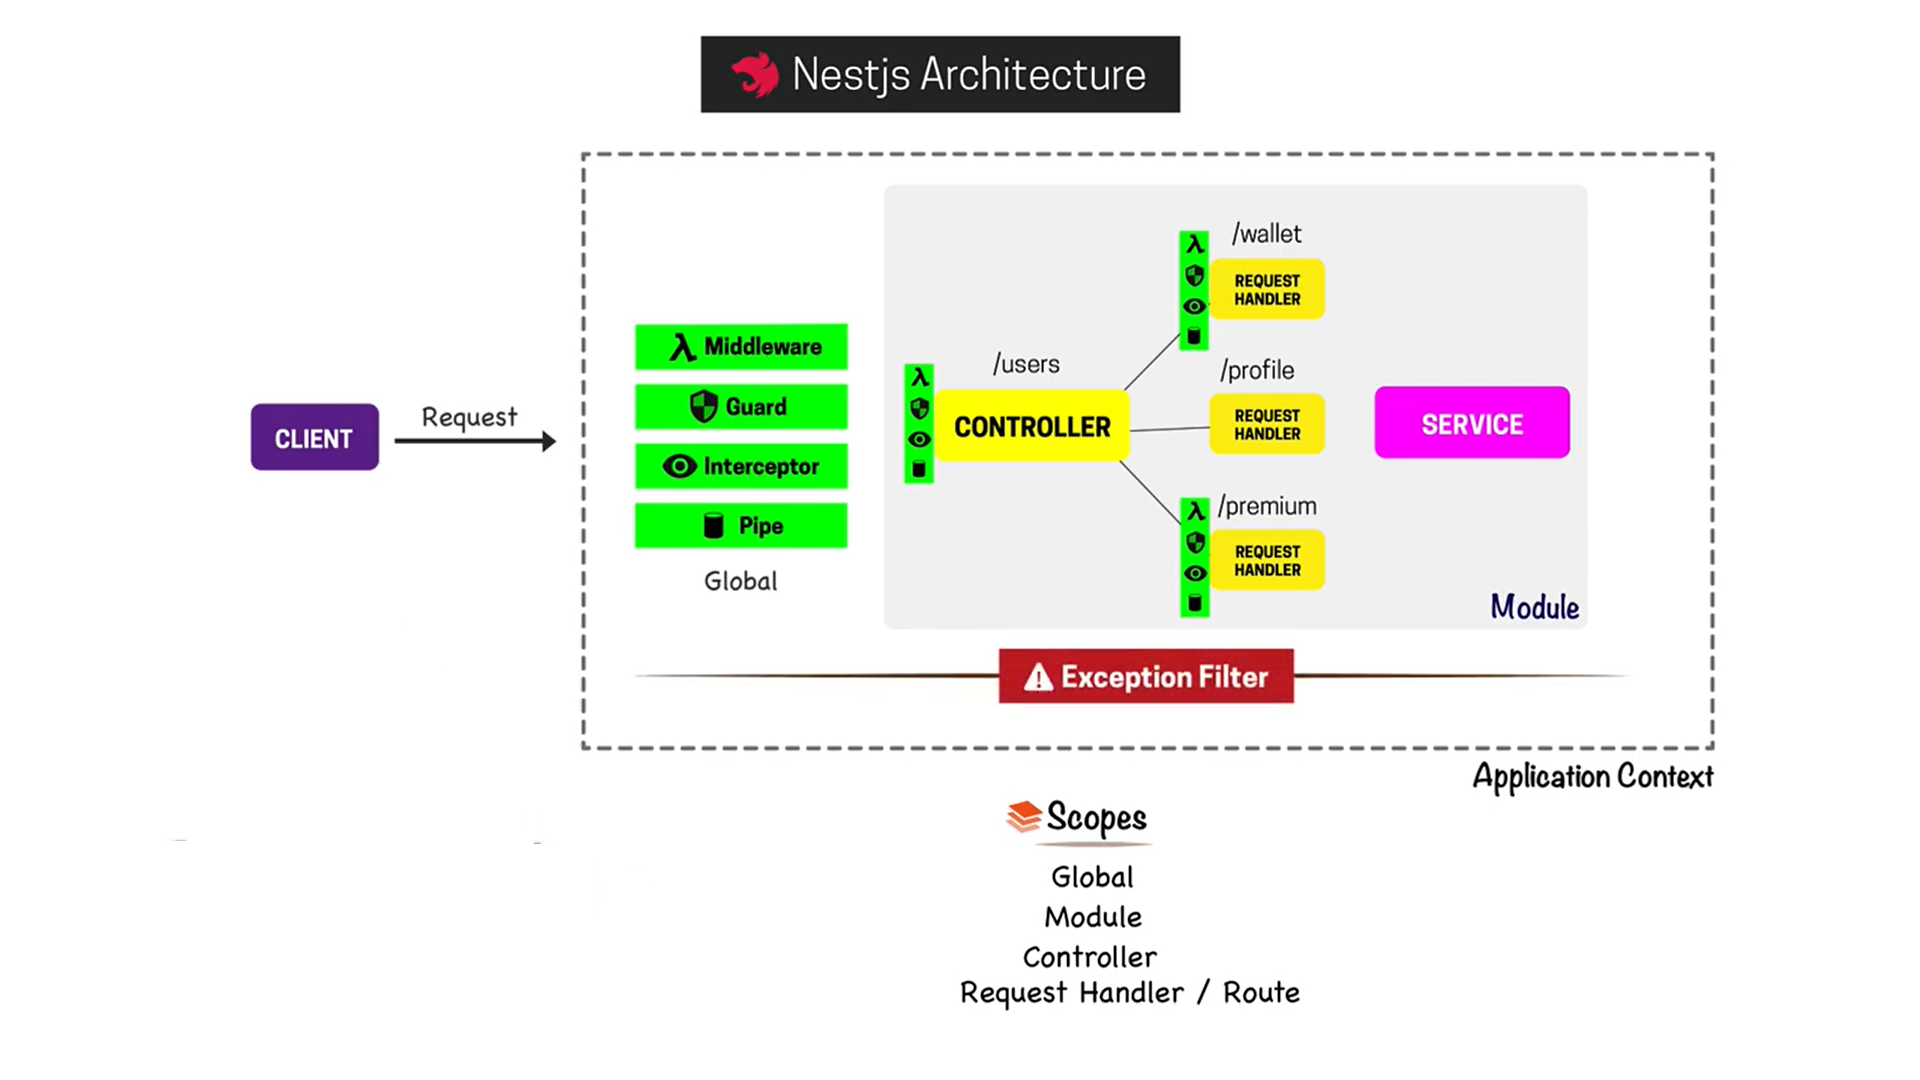 Nestjs Architecture
CLIENT
Request
Middleware
Guard
Interceptor
Pipe
Global
/users
CONTROLLER
/wallet
REQUEST
HANDLER
/profile
REQUEST
HANDLER
/premium
REQUEST
HANDLER
SERVICE
Module
Exception Filter
Application Context
Scopes
Global
Module
Controller
Request Handler / Route